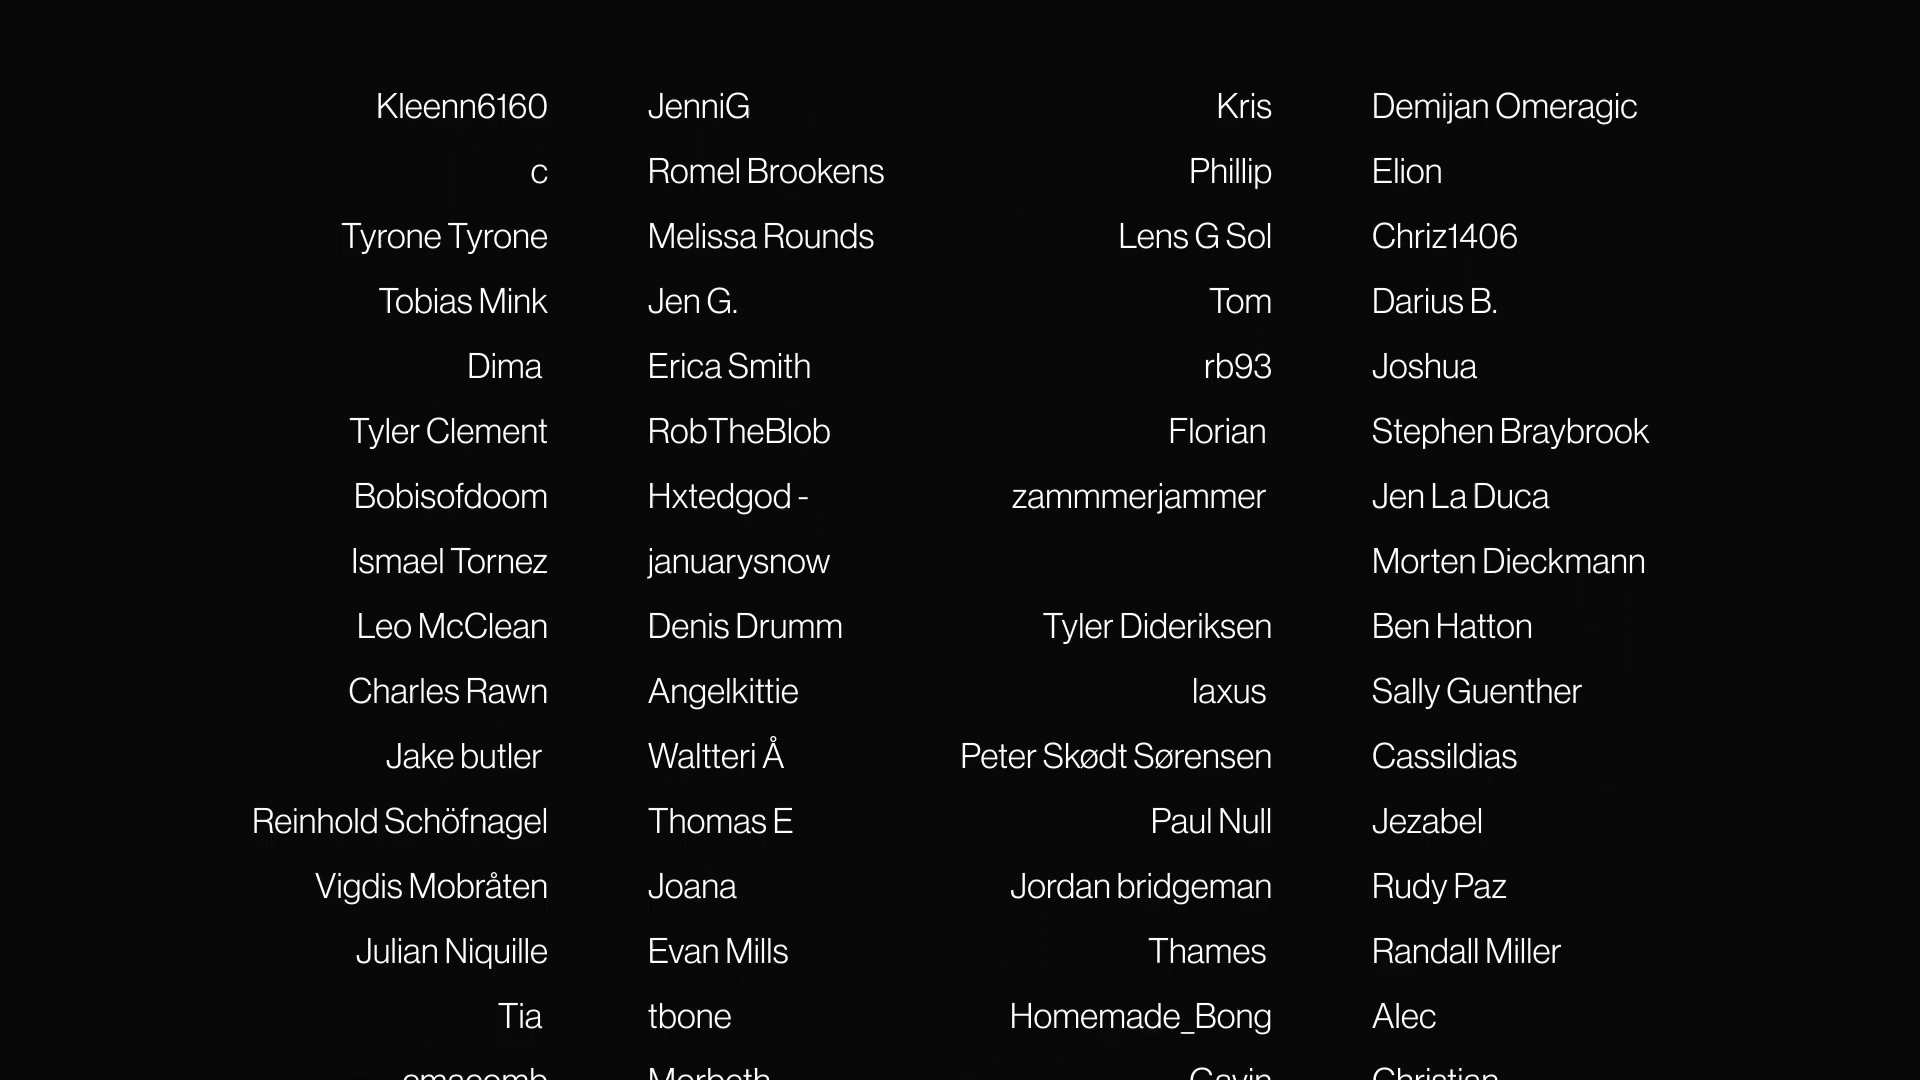 Kleenn6160 JenniG Kris Demijan Omeragic
c Romel Brookens Phillip Elion
Tyrone Tyrone Melissa Rounds Lens G Sol Chriz1406
Tobias Mink Jen G. Tom Darius B.
Dima Erica Smith rb93 Joshua
Tyler Clement RobTheBlob Florian Stephen Braybrook
Bobisofdoom Hxtedgod - zammmerjammer Jen La Duca
Ismael Tornez januarysnow Morten Dieckmann
Leo McClean Denis Drumm Tyler Dideriksen Ben Hatton
Charles Rawn Angelkittie laxus Sally Guenther
Jake butler Waltteri Å Peter Skødt Sørensen Cassildias
Reinhold Schöfnagel Thomas E Paul Null Jezabel
Vigdis Mobråten Joana Jordan bridgeman Rudy Paz
Julian Niquille Evan Mills Thames Randall Miller
Tia tbone Homemade_Bong Alec
Gavin Christian